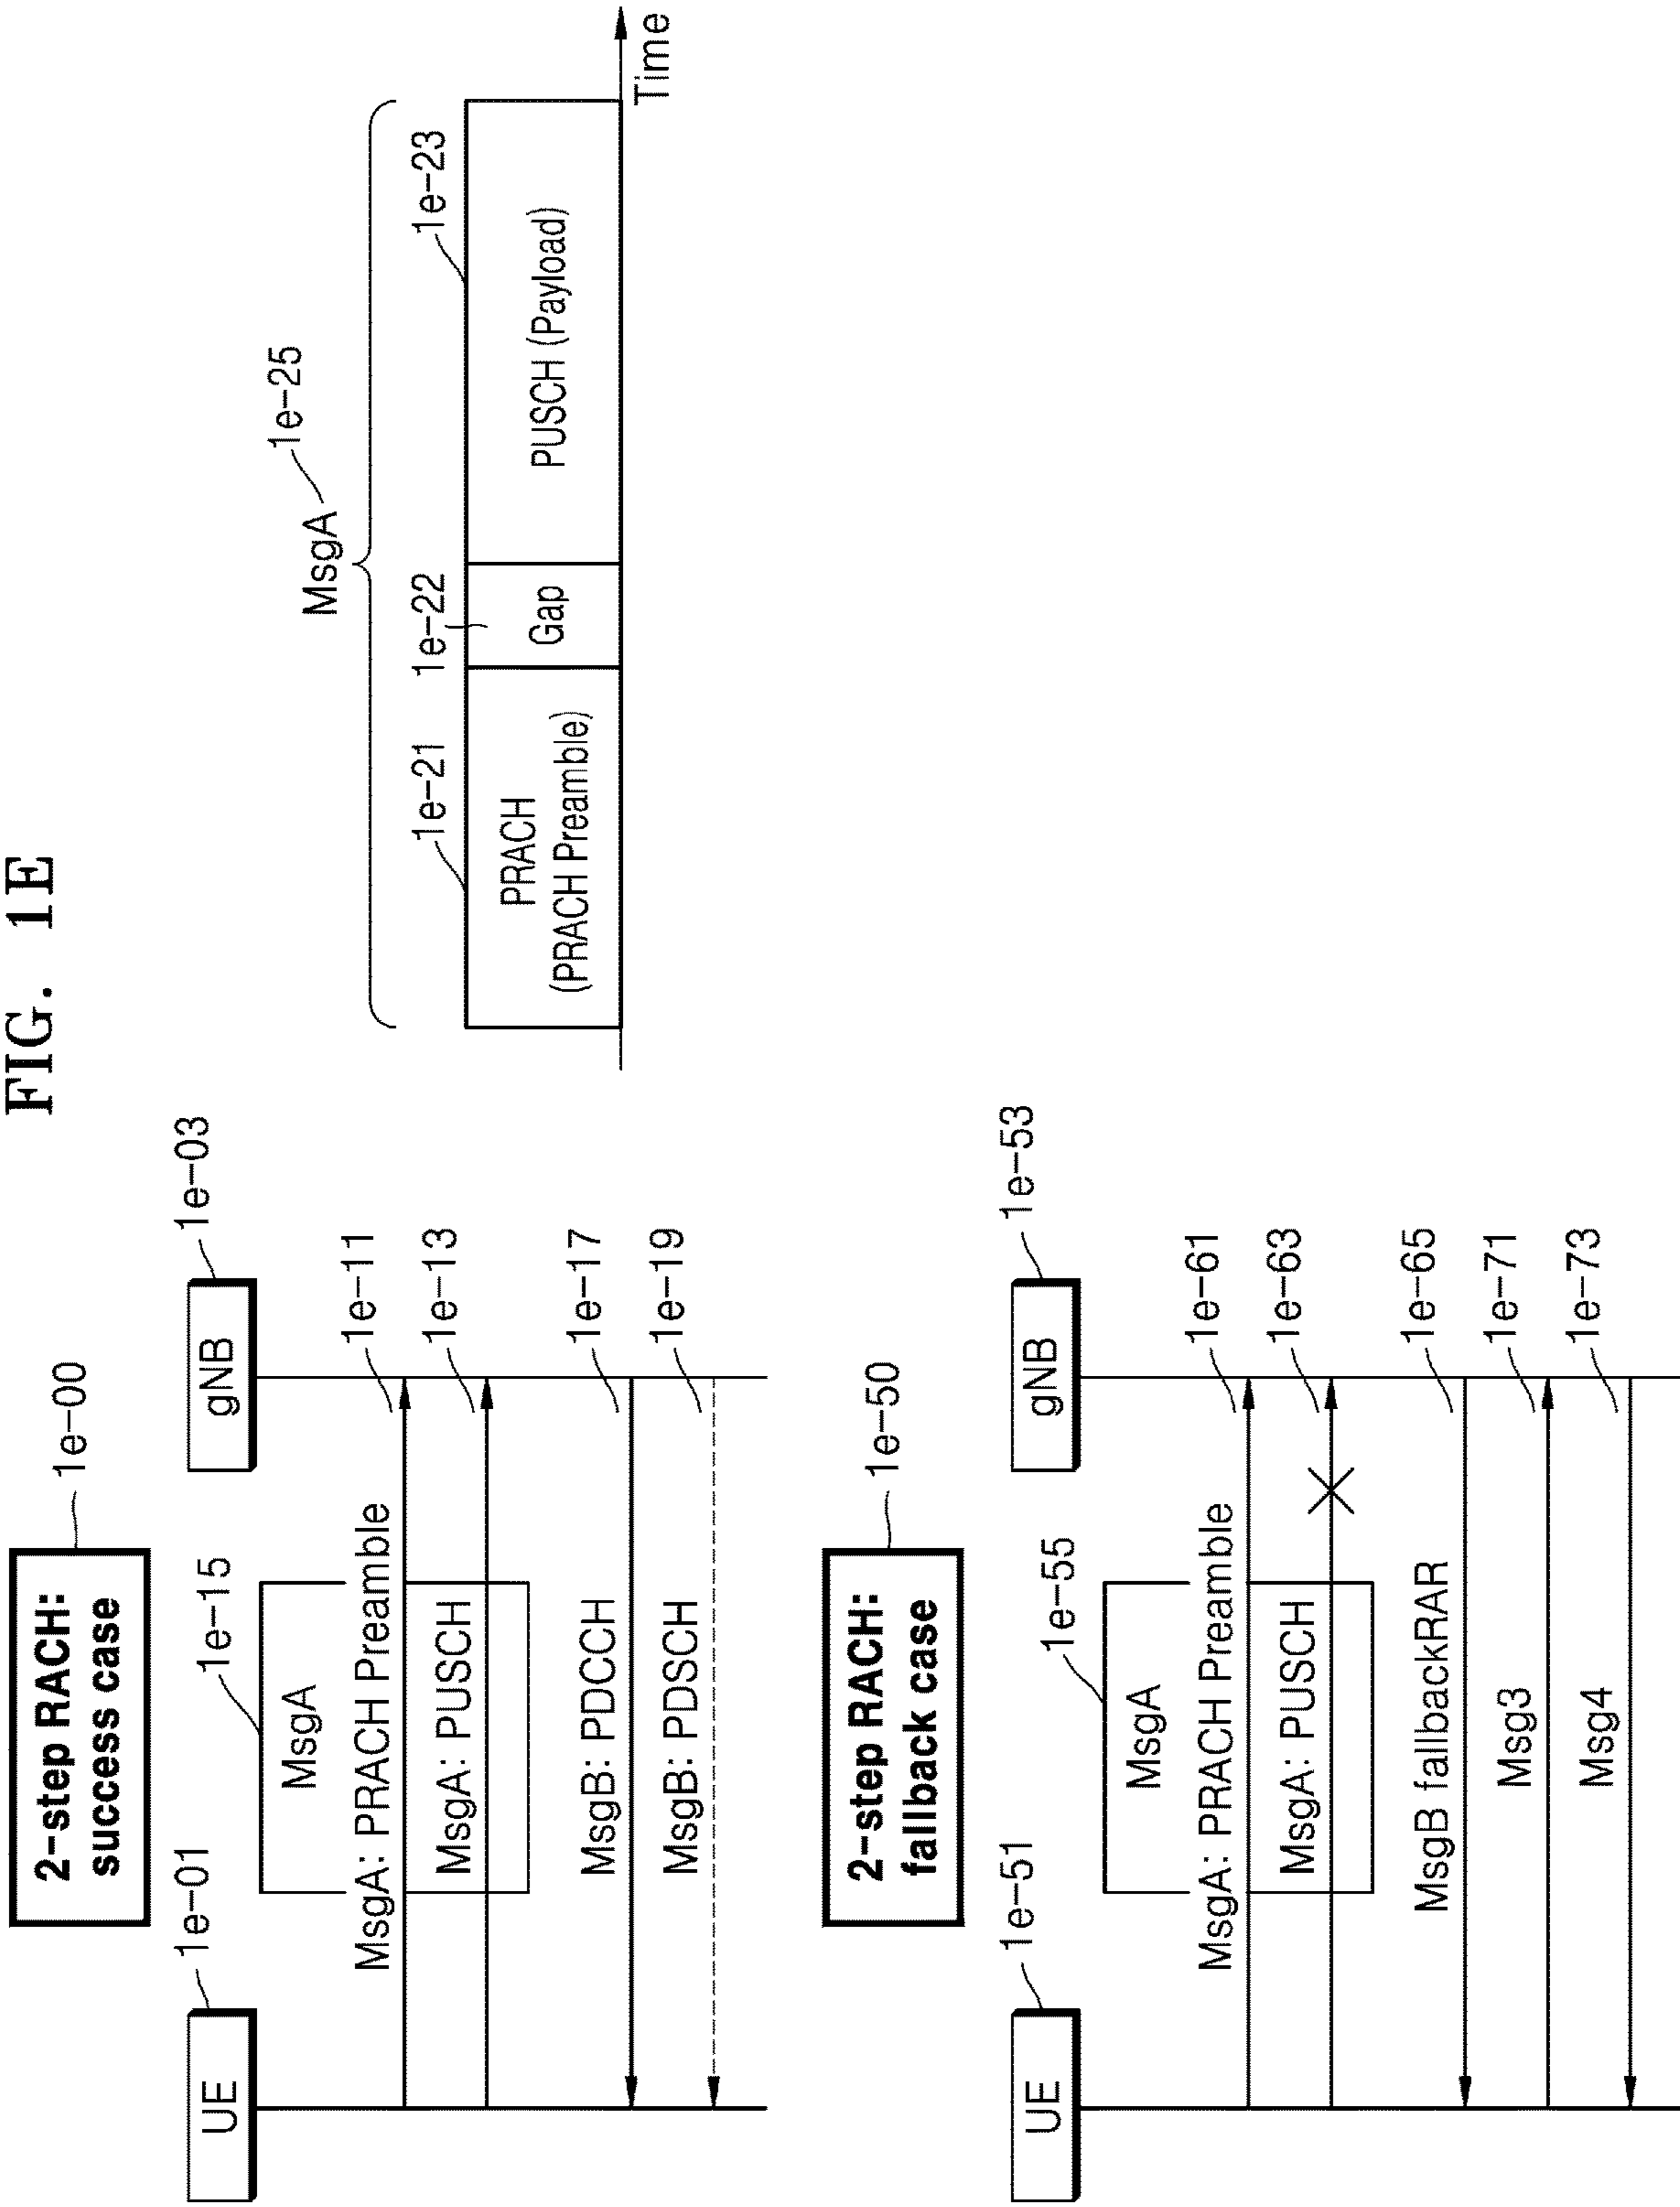 FIG. 1E
2-step RACH:
success case
1e-00
UE
1e-01
gNB
1e-03
MsgA
1e-15
MsgA: PRACH Preamble
1e-11
MsgA: PUSCH
1e-13
MsgB: PDCCH
1e-17
MsgB: PDSCH
1e-19
MsgA
1e-25
1e-21
1e-22
1e-23
PRACH
(PRACH Preamble)
Gap
PUSCH (Payload)
Time
2-step RACH:
fallback case
1e-50
UE
1e-51
gNB
1e-53
MsgA
1e-55
MsgA: PRACH Preamble
1e-61
MsgA: PUSCH
1e-63
MsgB fallbackRAR
1e-65
Msg3
1e-71
Msg4
1e-73